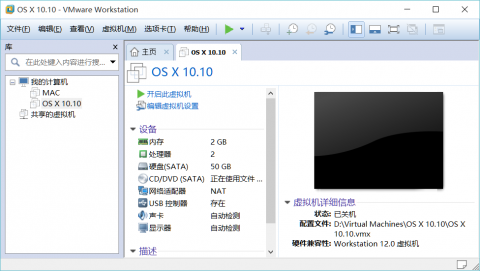 OS X 10.10 - VMware Workstation
文件(F) 编辑(E) 查看(V) 虚拟机(M) 选项卡(T) 帮助(H)
库
在此处键入内容进行搜...
我的计算机
MAC
OS X 10.10
共享的虚拟机
主页
OS X 10.10
OS X 10.10
开启此虚拟机
编辑虚拟机设置
设备
内存 2 GB
处理器 2
硬盘(SATA) 50 GB
CD/DVD (SATA) 正在使用文件 ...
网络适配器 NAT
USB 控制器 存在
声卡 自动检测
显示器 自动检测
描述
虚拟机详细信息
状态: 已关机
配置文件: D:\Virtual Machines\OS X 10.10\OS X
10.10.vmx
硬件兼容性: Workstation 12.0 虚拟机